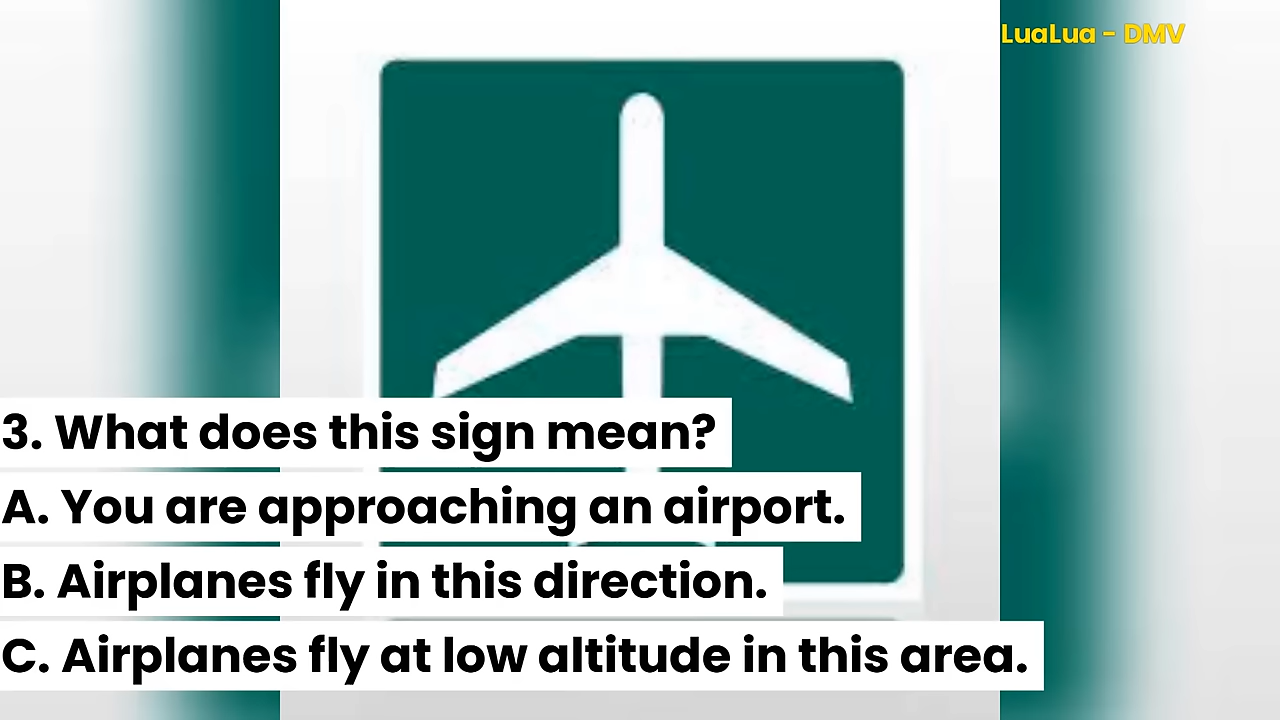 LuaLua - DMV
3. What does this sign mean?
A. You are approaching an airport.
B. Airplanes fly in this direction.
C. Airplanes fly at low altitude in this area.